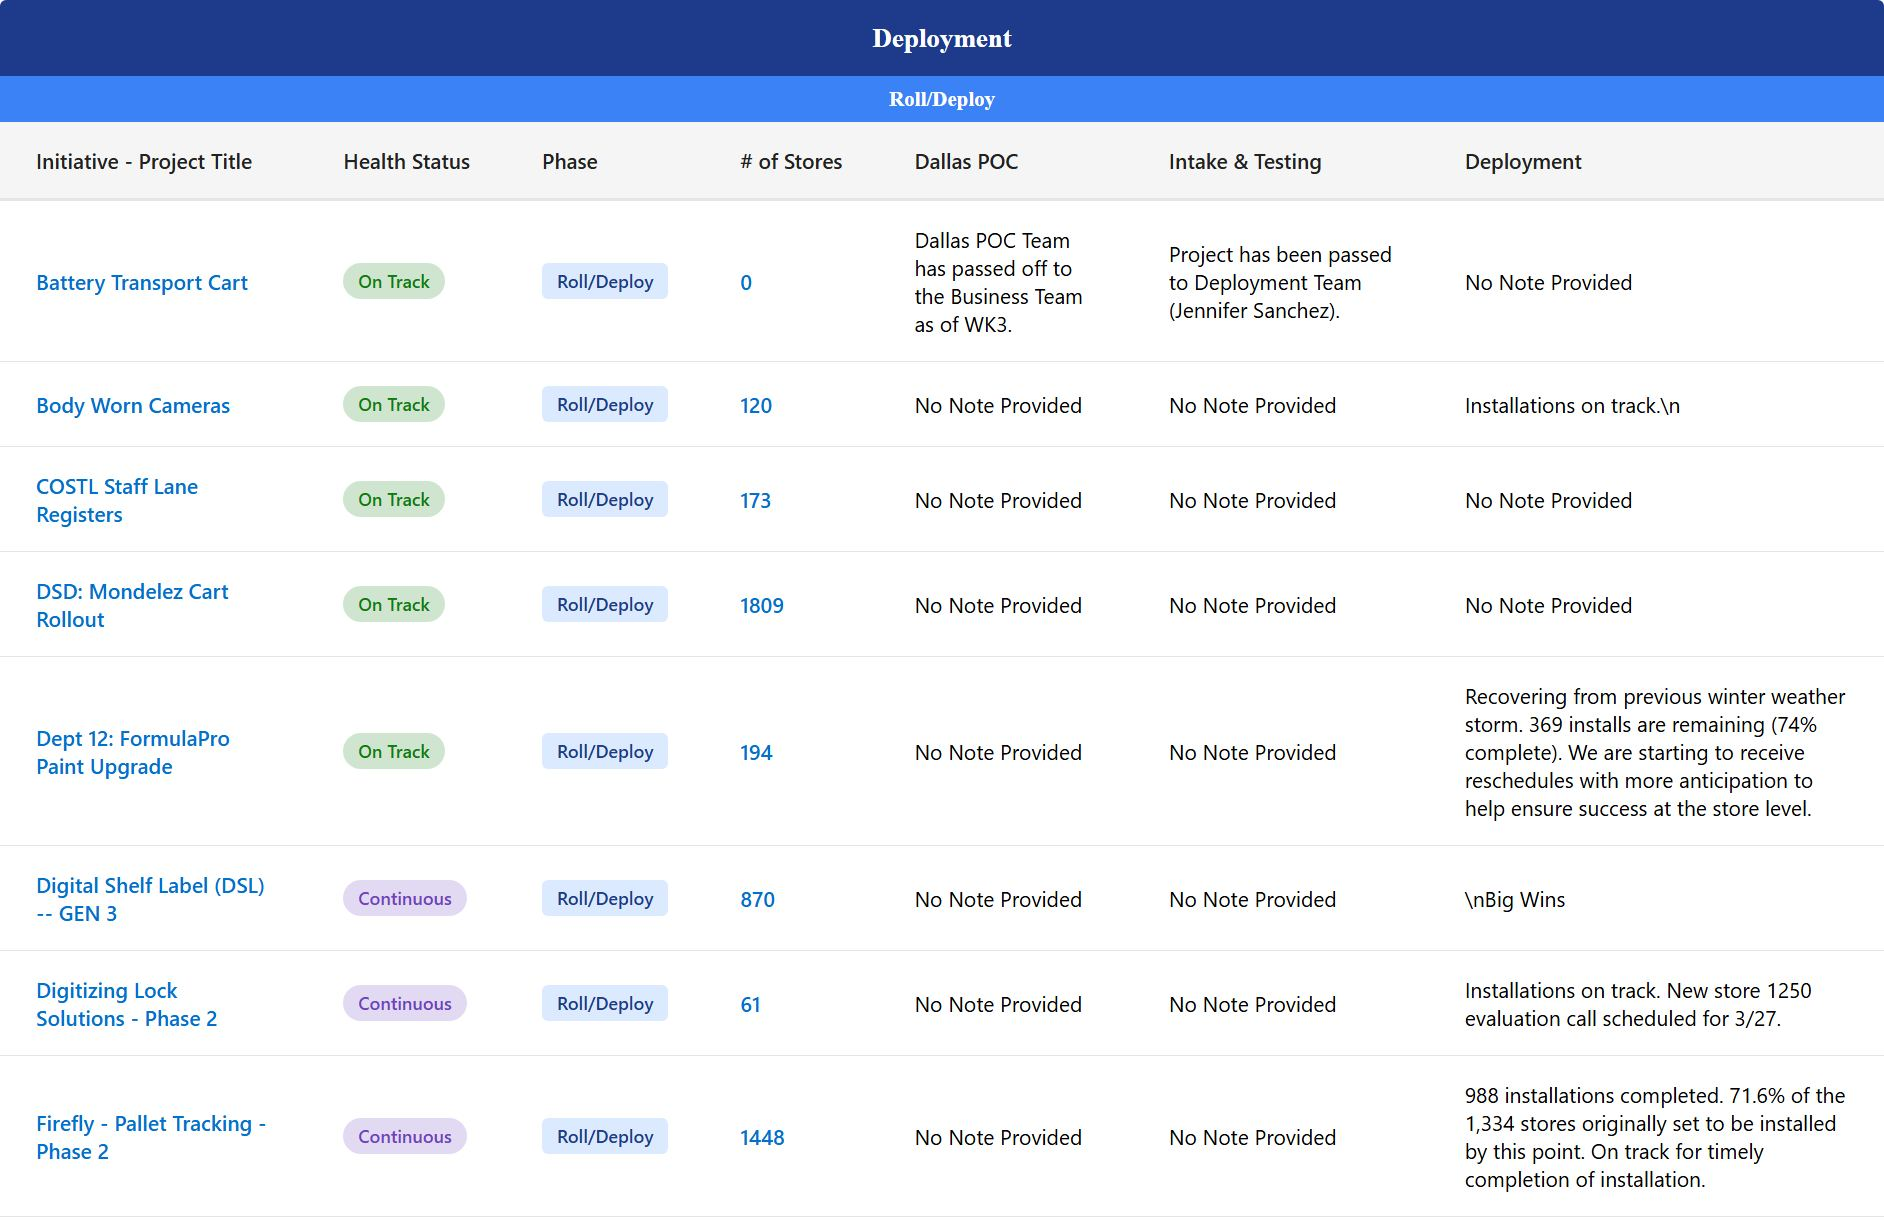 Deployment
Roll/Deploy
Initiative - Project Title Health Status Phase # of Stores Dallas POC Intake & Testing Deployment
Battery Transport Cart On Track Roll/Deploy 0 Dallas POC Team
has passed off to
the Business Team
as of WK3. Project has been passed
to Deployment Team
(Jennifer Sanchez). No Note Provided
Body Worn Cameras On Track Roll/Deploy 120 No Note Provided No Note Provided Installations on track.\n
COSTL Staff Lane
Registers On Track Roll/Deploy 173 No Note Provided No Note Provided No Note Provided
DSD: Mondelez Cart
Rollout On Track Roll/Deploy 1809 No Note Provided No Note Provided No Note Provided
Dept 12: FormulaPro
Paint Upgrade On Track Roll/Deploy 194 No Note Provided No Note Provided Recovering from previous winter weather
storm. 369 installs are remaining (74%
complete). We are starting to receive
reschedules with more anticipation to
help ensure success at the store level.
Digital Shelf Label (DSL)
-- GEN 3 Continuous Roll/Deploy 870 No Note Provided No Note Provided \nBig Wins
Digitizing Lock
Solutions - Phase 2 Continuous Roll/Deploy 61 No Note Provided No Note Provided Installations on track. New store 1250
evaluation call scheduled for 3/27.
Firefly - Pallet Tracking -
Phase 2 Continuous Roll/Deploy 1448 No Note Provided No Note Provided 988 installations completed. 71.6% of the
1,334 stores originally set to be installed
by this point. On track for timely
completion of installation.